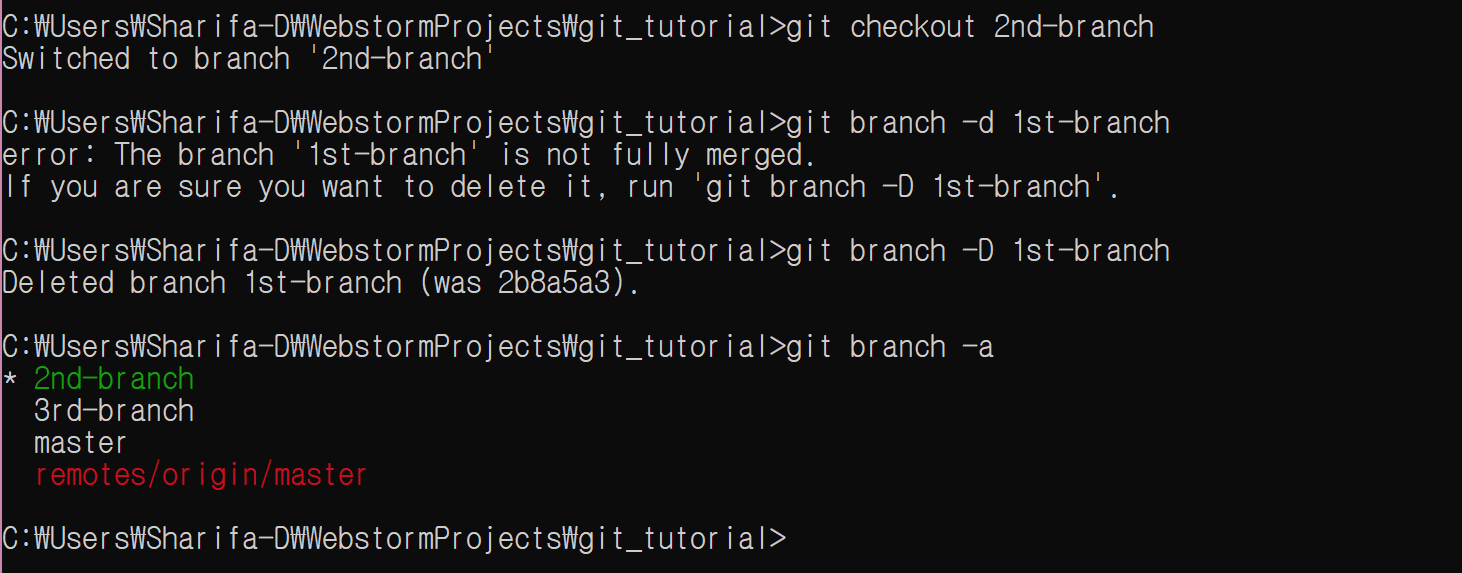 C:₩Users₩Sharifa-D₩WebstormProjects₩git_tutorial>git checkout 2nd-branch
Switched to branch '2nd-branch'
C:₩Users₩Sharifa-D₩WebstormProjects₩git_tutorial>git branch -d 1st-branch
error: The branch '1st-branch' is not fully merged.
If you are sure you want to delete it, run 'git branch -D 1st-branch'.
C:₩Users₩Sharifa-D₩WebstormProjects₩git_tutorial>git branch -D 1st-branch
Deleted branch 1st-branch (was 2b8a5a3).
C:₩Users₩Sharifa-D₩WebstormProjects₩git_tutorial>git branch -a
* 2nd-branch
3rd-branch
master
remotes/origin/master
C:₩Users₩Sharifa-D₩WebstormProjects₩git_tutorial>